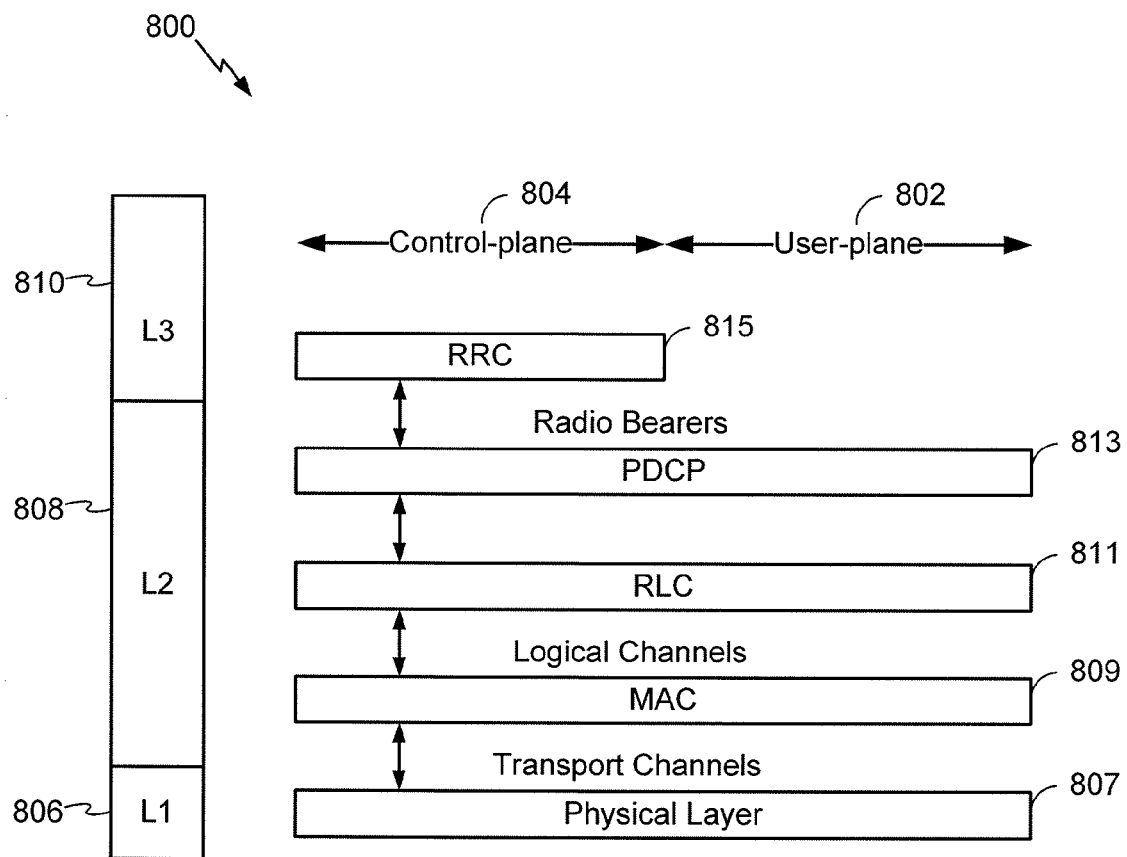 800
804
802
Control-plane
User-plane
810
L3
RRC
815
Radio Bearers
PDCP
813
808
L2
RLC
811
Logical Channels
MAC
809
Transport Channels
806
L1
Physical Layer
807